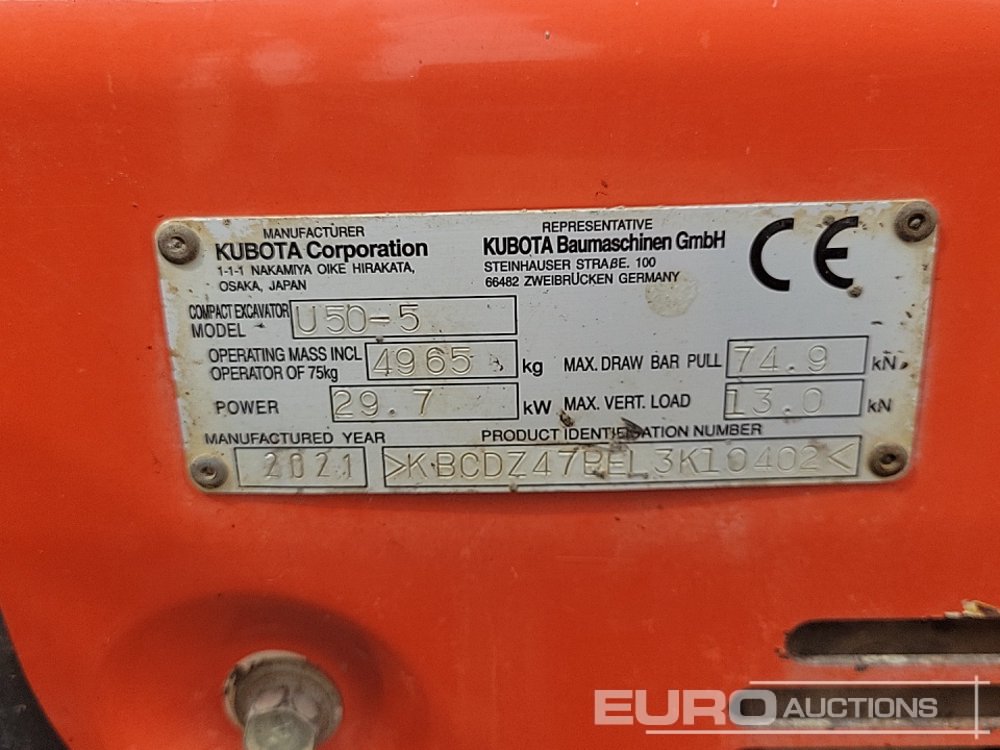 MANUFACTURER
KUBOTA Corporation
1-1-1 NAKAMIYA OIKE HIRAKATA,
OSAKA, JAPAN
REPRESENTATIVE
KUBOTA Baumaschinen GmbH
STEINHAUSER STRAßE. 100
66482 ZWEIBRÜCKEN GERMANY
CE
COMPACT EXCAVATOR
MODEL U50-5
OPERATING MASS INCL
OPERATOR OF 75kg 4965 kg
MAX. DRAW BAR PULL 74.9 kN
POWER 29.7 kW
MAX. VERT. LOAD 13.0 kN
MANUFACTURED YEAR
2021
PRODUCT IDENTIFICATION NUMBER
EURO AUCTIONS